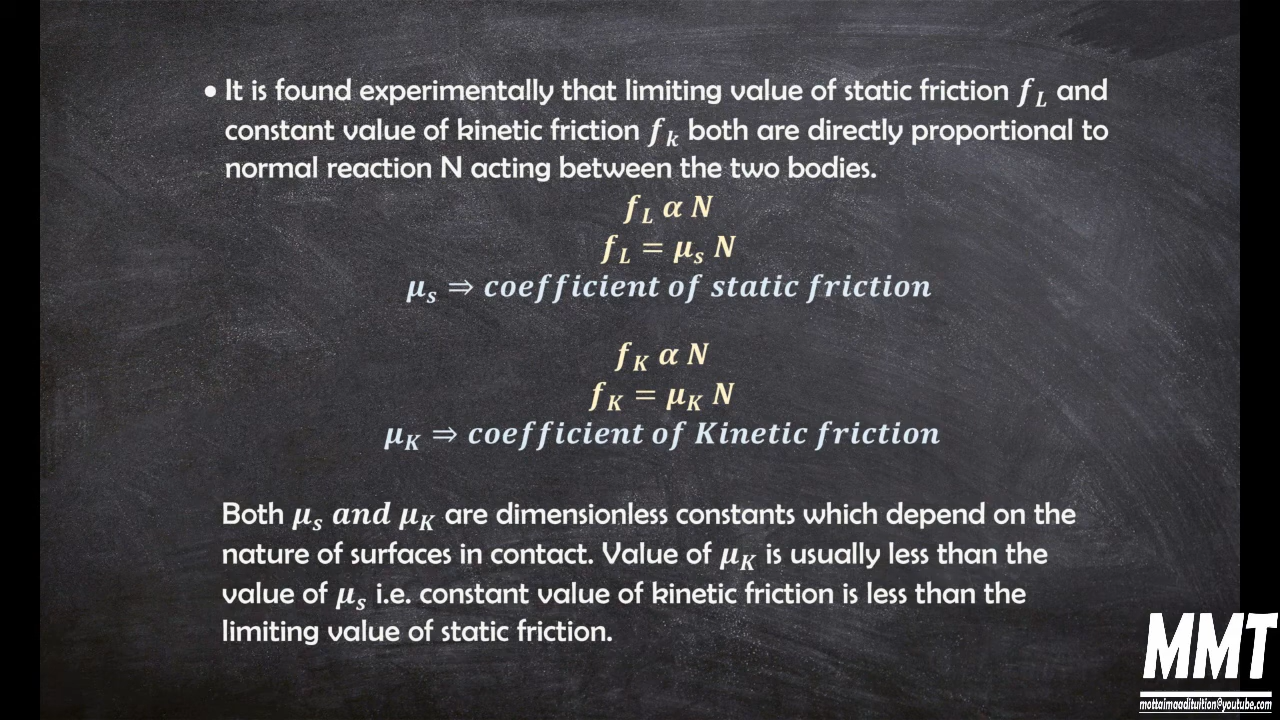 • It is found experimentally that limiting value of static friction f_L and
constant value of kinetic friction f_k both are directly proportional to
normal reaction N acting between the two bodies.
f_L α N
f_L = μ_s N
μ_s ⇒ coefficient of static friction
f_K α N
f_K = μ_K N
μ_K ⇒ coefficient of Kinetic friction
Both μ_s and μ_K are dimensionless constants which depend on the
nature of surfaces in contact. Value of μ_K is usually less than the
value of μ_s i.e. constant value of kinetic friction is less than the
limiting value of static friction.
MMT
mottaimaadituition@youtube.com